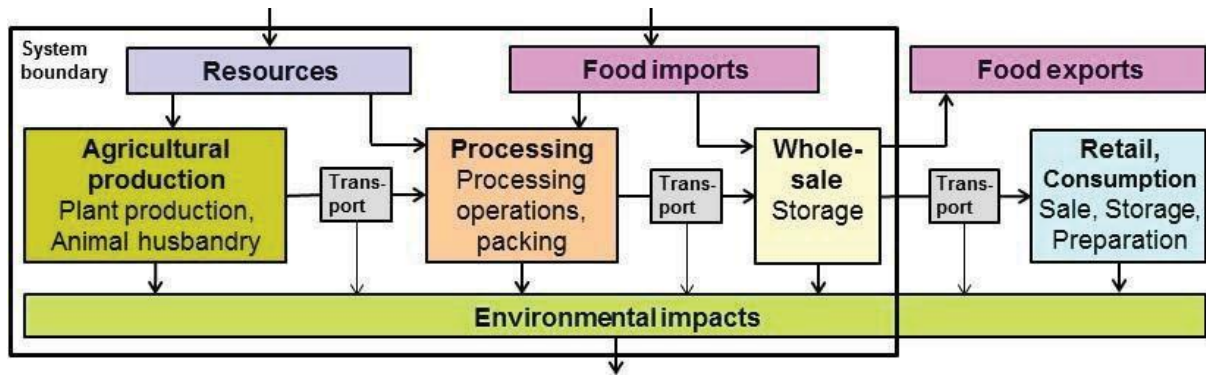 System
boundary
Resources
Food imports
Food exports
Agricultural
production
Plant production,
Animal husbandry
Trans-
port
Processing
Processing
operations,
packing
Trans-
port
Whole-
sale
Storage
Trans-
port
Retail,
Consumption
Sale, Storage,
Preparation
Environmental impacts